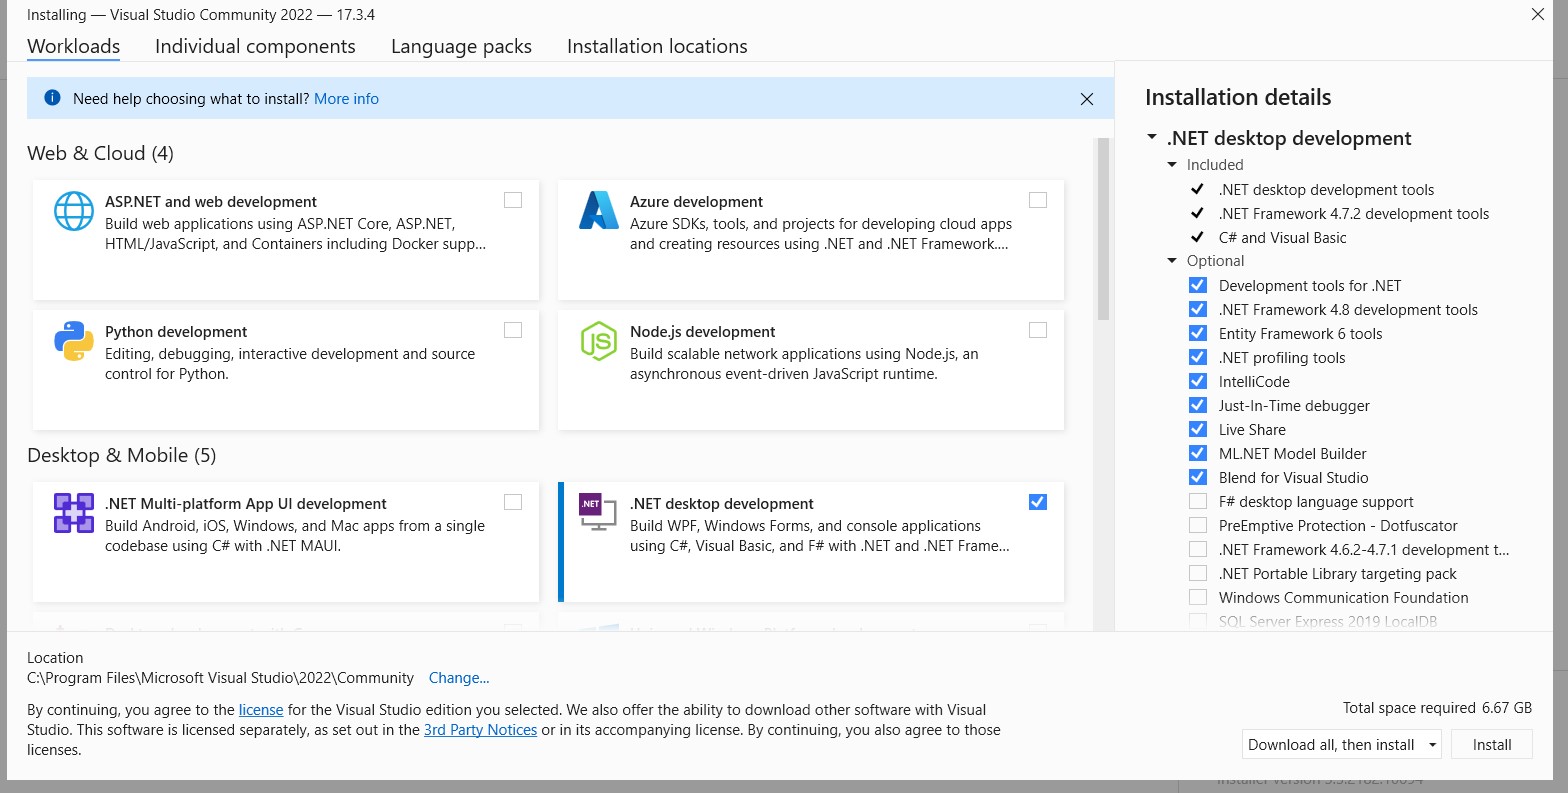 Installing — Visual Studio Community 2022 — 17.3.4
Workloads
Individual components
Language packs
Installation locations
Need help choosing what to install? More info
Web & Cloud (4)
ASP.NET and web development
Build web applications using ASP.NET Core, ASP.NET,
HTML/JavaScript, and Containers including Docker supp...
Azure development
Azure SDKs, tools, and projects for developing cloud apps
and creating resources using .NET and .NET Framework....
Python development
Editing, debugging, interactive development and source
control for Python.
Node.js development
Build scalable network applications using Node.js, an
asynchronous event-driven JavaScript runtime.
Desktop & Mobile (5)
.NET Multi-platform App UI development
Build Android, iOS, Windows, and Mac apps from a single
codebase using C# with .NET MAUI.
.NET
.NET desktop development
Build WPF, Windows Forms, and console applications
using C#, Visual Basic, and F# with .NET and .NET Frame...
Installation details
.NET desktop development
Included
.NET desktop development tools
.NET Framework 4.7.2 development tools
C# and Visual Basic
Optional
Development tools for .NET
.NET Framework 4.8 development tools
Entity Framework 6 tools
.NET profiling tools
IntelliCode
Just-In-Time debugger
Live Share
ML.NET Model Builder
Blend for Visual Studio
F# desktop language support
PreEmptive Protection - Dotfuscator
.NET Framework 4.6.2-4.7.1 development t...
.NET Portable Library targeting pack
Windows Communication Foundation
SQL Server Express 2019 LocalDB
Location
C:\Program Files\Microsoft Visual Studio\2022\Community Change...
By continuing, you agree to the license for the Visual Studio edition you selected. We also offer the ability to download other software with Visual
Studio. This software is licensed separately, as set out in the 3rd Party Notices or in its accompanying license. By continuing, you also agree to those
licenses.
Total space required 6.67 GB
Download all, then install
Install